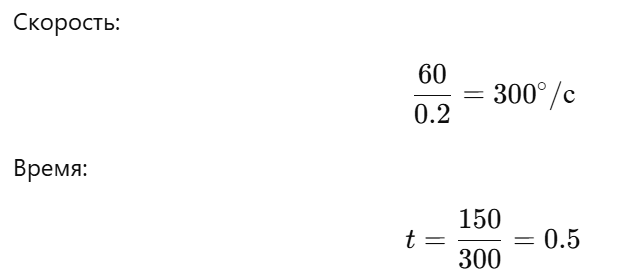 Скорость:
60/0.2 = 300°/с
Время:
t = 150/300 = 0.5